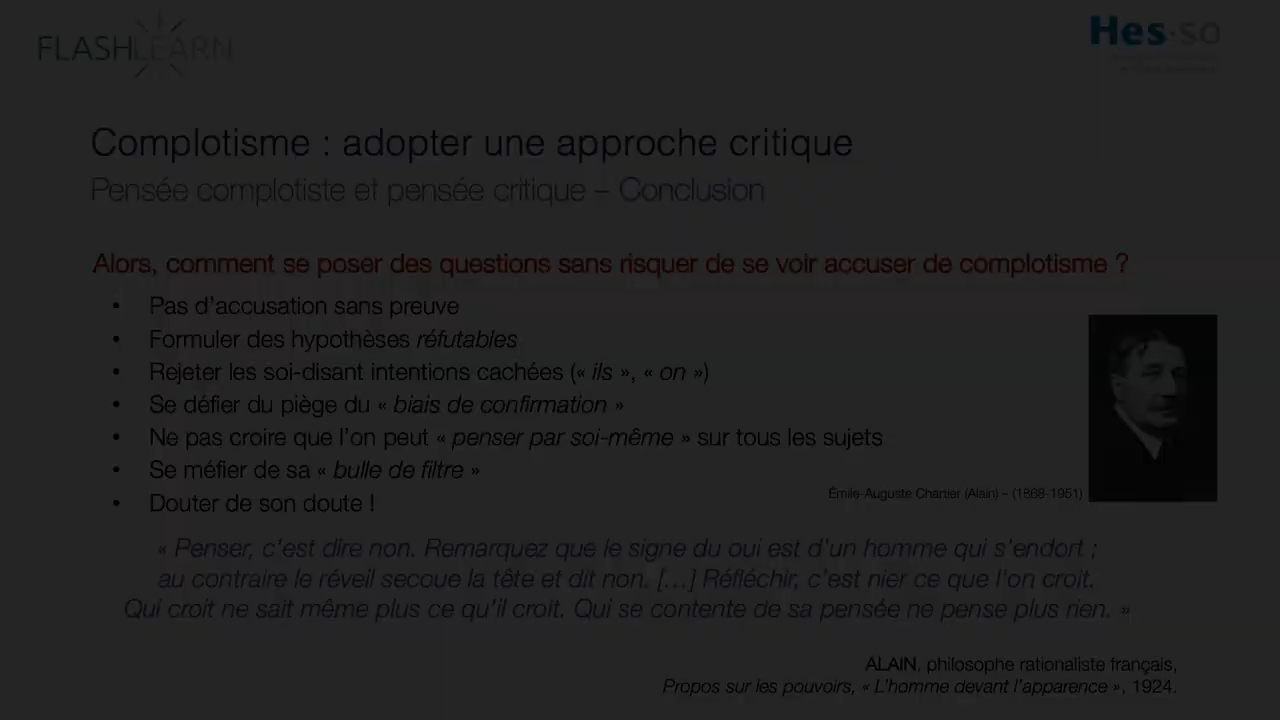 FLASHLEARN
Hes·so
Complotisme : adopter une approche critique
Pensée complotiste et pensée critique – Conclusion
Alors, comment se poser des questions sans risquer de se voir accuser de complotisme ?
• Pas d'accusation sans preuve
• Formuler des hypothèses réfutables
• Rejeter les soi-disant intentions cachées (« ils », « on »)
• Se défier du piège du « biais de confirmation »
• Ne pas croire que l'on peut « penser par soi-même » sur tous les sujets
• Se méfier de sa « bulle de filtre »
• Douter de son doute !
Émile-Auguste Chartier (Alain) – (1868-1951)
« Penser, c'est dire non. Remarquez que le signe du oui est d'un homme qui s'endort ;
au contraire le réveil secoue la tête et dit non. […] Réfléchir, c'est nier ce que l'on croit.
Qui croit ne sait même plus ce qu'il croit. Qui se contente de sa pensée ne pense plus rien. »
ALAIN, philosophe rationaliste français,
Propos sur les pouvoirs, « L'homme devant l'apparence », 1924.